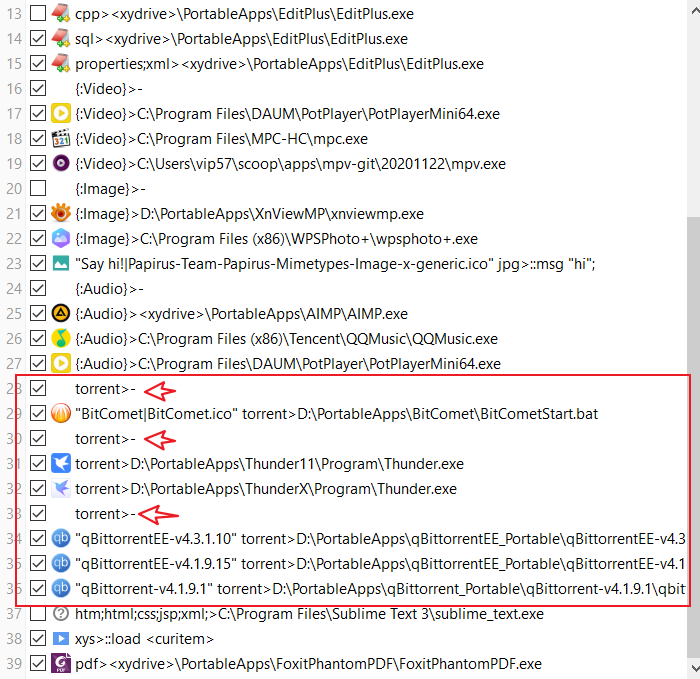 13 cpp><xydrive>\PortableApps\EditPlus\EditPlus.exe
14 sql><xydrive>\PortableApps\EditPlus\EditPlus.exe
15 properties;xml><xydrive>\PortableApps\EditPlus\EditPlus.exe
16 {:Video}>-
17 {:Video}>C:\Program Files\DAUM\PotPlayer\PotPlayerMini64.exe
18 {:Video}>C:\Program Files\MPC-HC\mpc.exe
19 {:Video}>C:\Users\vip57\scoop\apps\mpv-git\20201122\mpv.exe
20 {:Image}>-
21 {:Image}>D:\PortableApps\XnViewMP\xnviewmp.exe
22 {:Image}>C:\Program Files (x86)\WPSPhoto+\wpsphoto+.exe
23 "Say hi!|Papirus-Team-Papirus-Mimetypes-Image-x-generic.ico" jpg>::msg "hi";
24 {:Audio}>-
25 {:Audio}><xydrive>\PortableApps\AIMP\AIMP.exe
26 {:Audio}>C:\Program Files (x86)\Tencent\QQMusic\QQMusic.exe
27 {:Audio}>C:\Program Files\DAUM\PotPlayer\PotPlayerMini64.exe
28 torrent>-
29 "BitComet|BitComet.ico" torrent>D:\PortableApps\BitComet\BitCometStart.bat
30 torrent>-
31 torrent>D:\PortableApps\Thunder11\Program\Thunder.exe
32 torrent>D:\PortableApps\ThunderX\Program\Thunder.exe
33 torrent>-
34 "qBittorrentEE-v4.3.1.10" torrent>D:\PortableApps\qBittorrentEE_Portable\qBittorrentEE-v4.3
35 "qBittorrentEE-v4.1.9.15" torrent>D:\PortableApps\qBittorrentEE_Portable\qBittorrentEE-v4.1
36 "qBittorrent-v4.1.9.1" torrent>D:\PortableApps\qBittorrent_Portable\qBittorrent-v4.1.9.1\qbit
37 htm;html;css;jsp;xml;>C:\Program Files\Sublime Text 3\sublime_text.exe
38 xys>::load <curitem>
39 pdf><xydrive>\PortableApps\FoxitPhantomPDF\FoxitPhantomPDF.exe